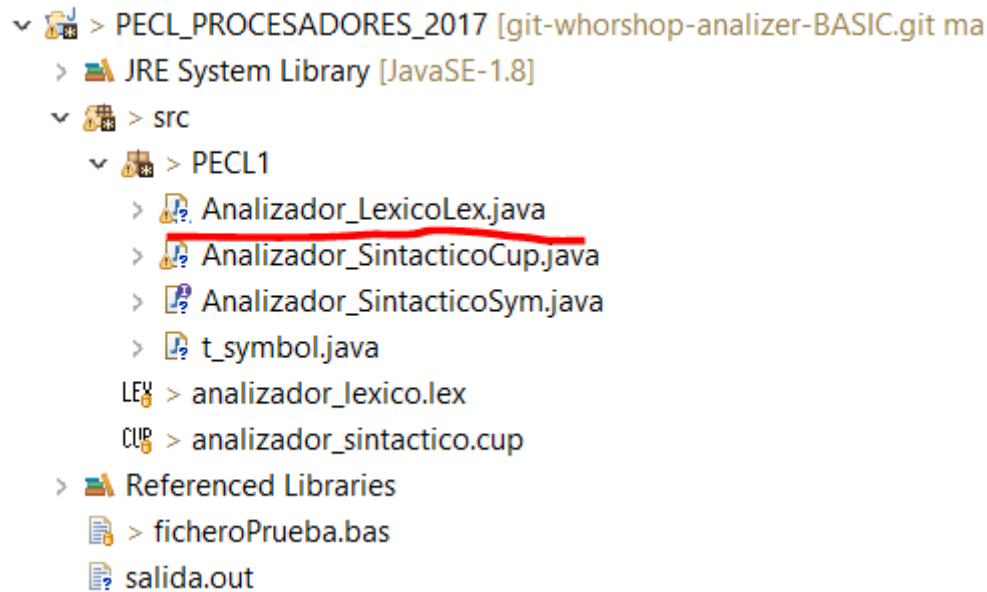 > PECL_PROCESADORES_2017 [git-whorshop-analizer-BASIC.git ma
JRE System Library [JavaSE-1.8]
> src
> PECL1
Analizador_LexicoLex.java
Analizador_SintacticoCup.java
Analizador_SintacticoSym.java
t_symbol.java
LEX > analizador_lexico.lex
CUP > analizador_sintactico.cup
Referenced Libraries
> ficheroPrueba.bas
salida.out